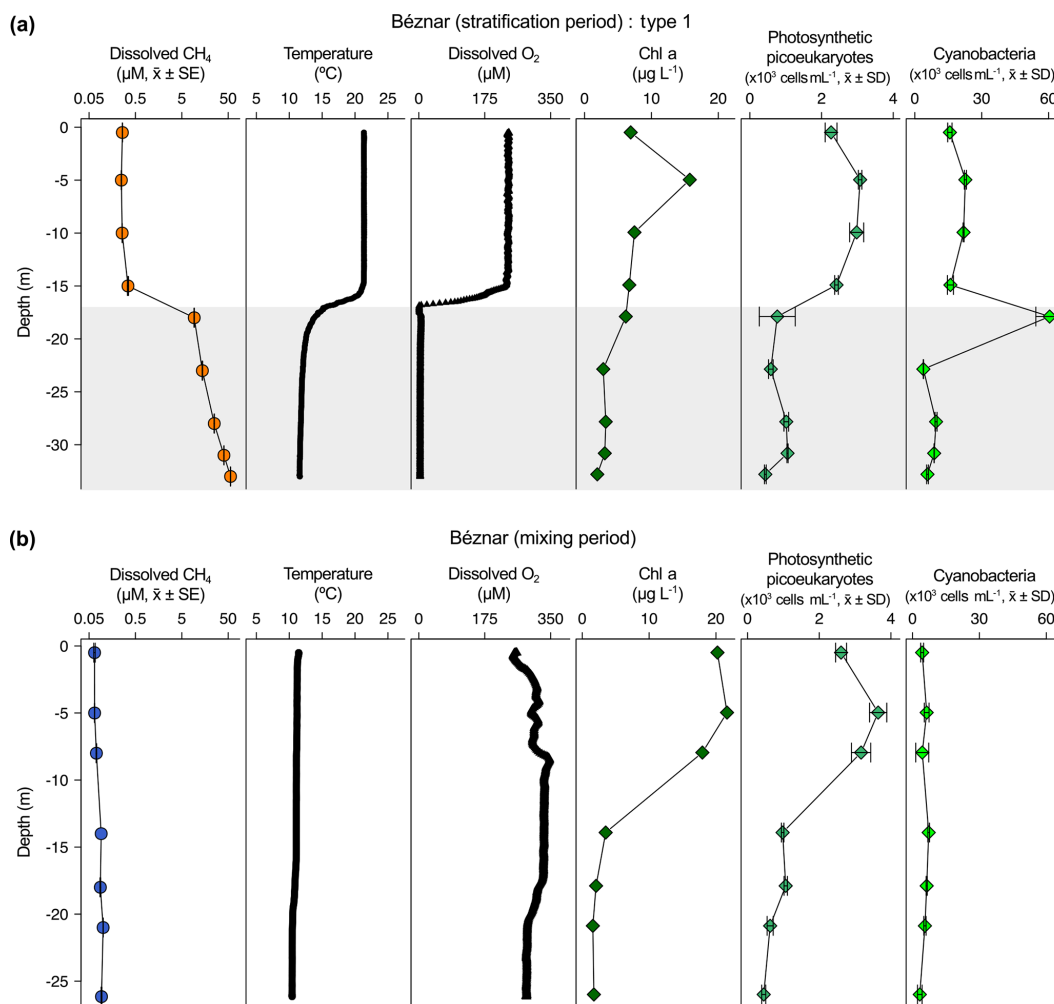 (a)
Béznar (stratification period) : type 1
Dissolved CH₄
(µM, x̄ ± SE)
0.05 0.5 5 50
Temperature
(ºC)
5 10 15 20 25
Dissolved O₂
(µM)
0 175 350
Chl a
(µg L⁻¹)
0 10 20
Photosynthetic
picoeukaryotes
(x10³ cells mL⁻¹, x̄ ± SD)
0 2 4
Cyanobacteria
(x10³ cells mL⁻¹, x̄ ± SD)
0 30 60
Depth (m)
0
-5
-10
-15
-20
-25
-30
(b)
Béznar (mixing period)
Dissolved CH₄
(µM, x̄ ± SE)
0.05 0.5 5 50
Temperature
(ºC)
5 10 15 20 25
Dissolved O₂
(µM)
0 175 350
Chl a
(µg L⁻¹)
0 10 20
Photosynthetic
picoeukaryotes
(x10³ cells mL⁻¹, x̄ ± SD)
0 2 4
Cyanobacteria
(x10³ cells mL⁻¹, x̄ ± SD)
0 30 60
Depth (m)
0
-5
-10
-15
-20
-25